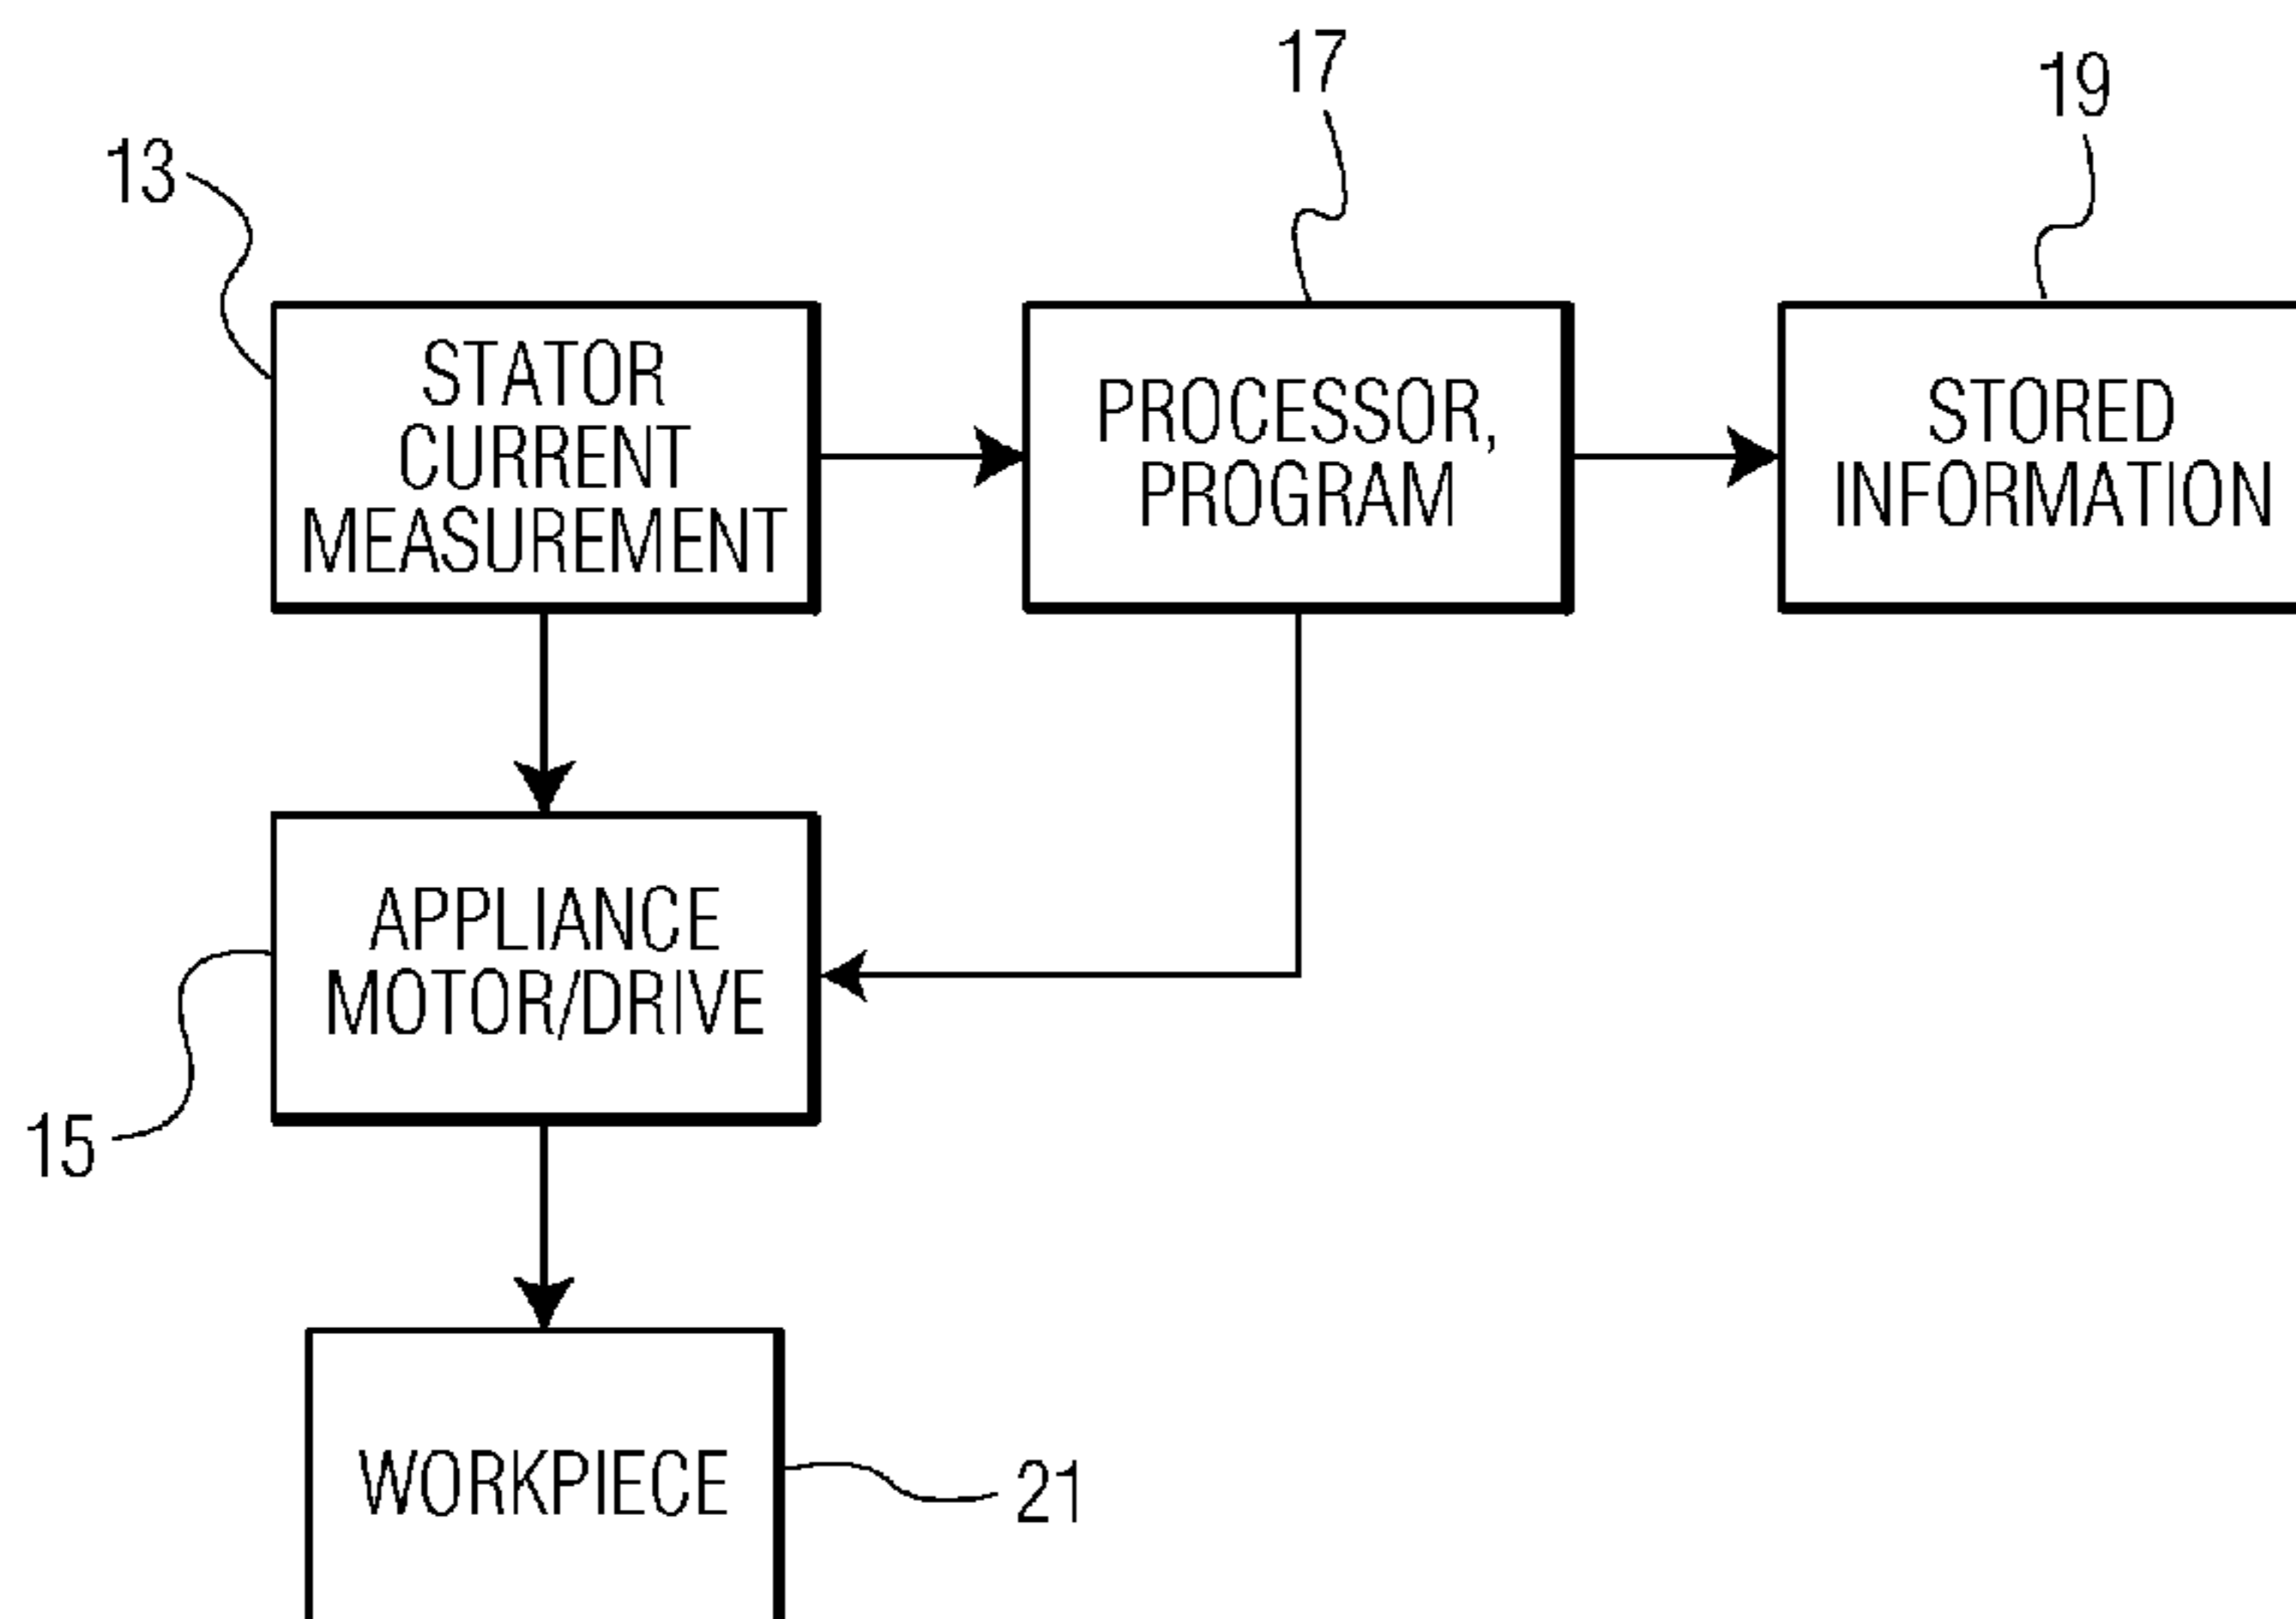 17
19
13
STATOR
CURRENT
MEASUREMENT
PROCESSOR,
PROGRAM
STORED
INFORMATION
APPLIANCE
MOTOR/DRIVE
15
WORKPIECE
21